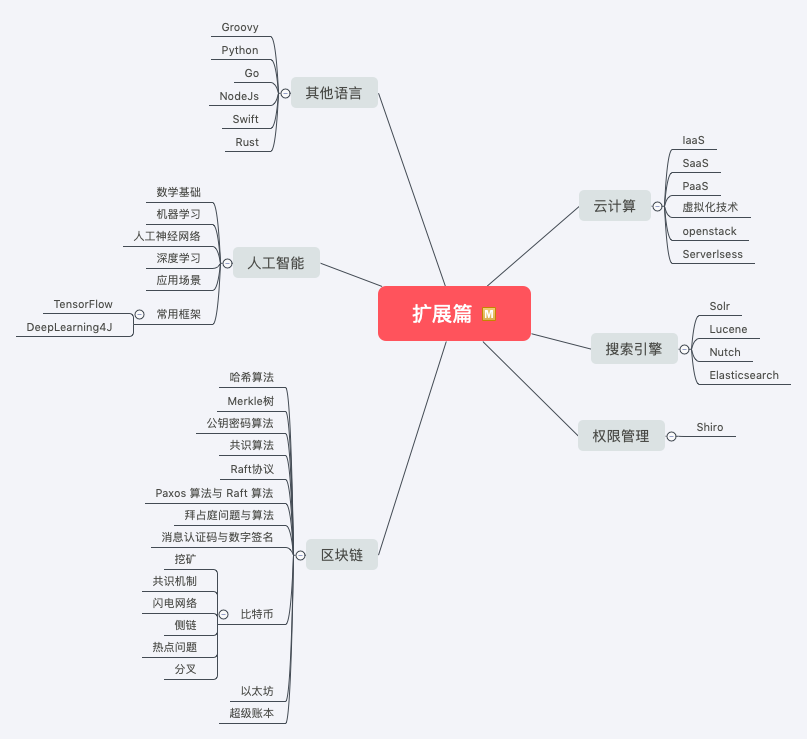 扩展篇 M
其他语言
Groovy
Python
Go
NodeJs
Swift
Rust
人工智能
数学基础
机器学习
人工神经网络
深度学习
应用场景
常用框架
TensorFlow
DeepLearning4J
区块链
哈希算法
Merkle树
公钥密码算法
共识算法
Raft协议
Paxos 算法与 Raft 算法
拜占庭问题与算法
消息认证码与数字签名
比特币
挖矿
共识机制
闪电网络
侧链
热点问题
分叉
以太坊
超级账本
云计算
IaaS
SaaS
PaaS
虚拟化技术
openstack
Serverlsess
搜索引擎
Solr
Lucene
Nutch
Elasticsearch
权限管理
Shiro